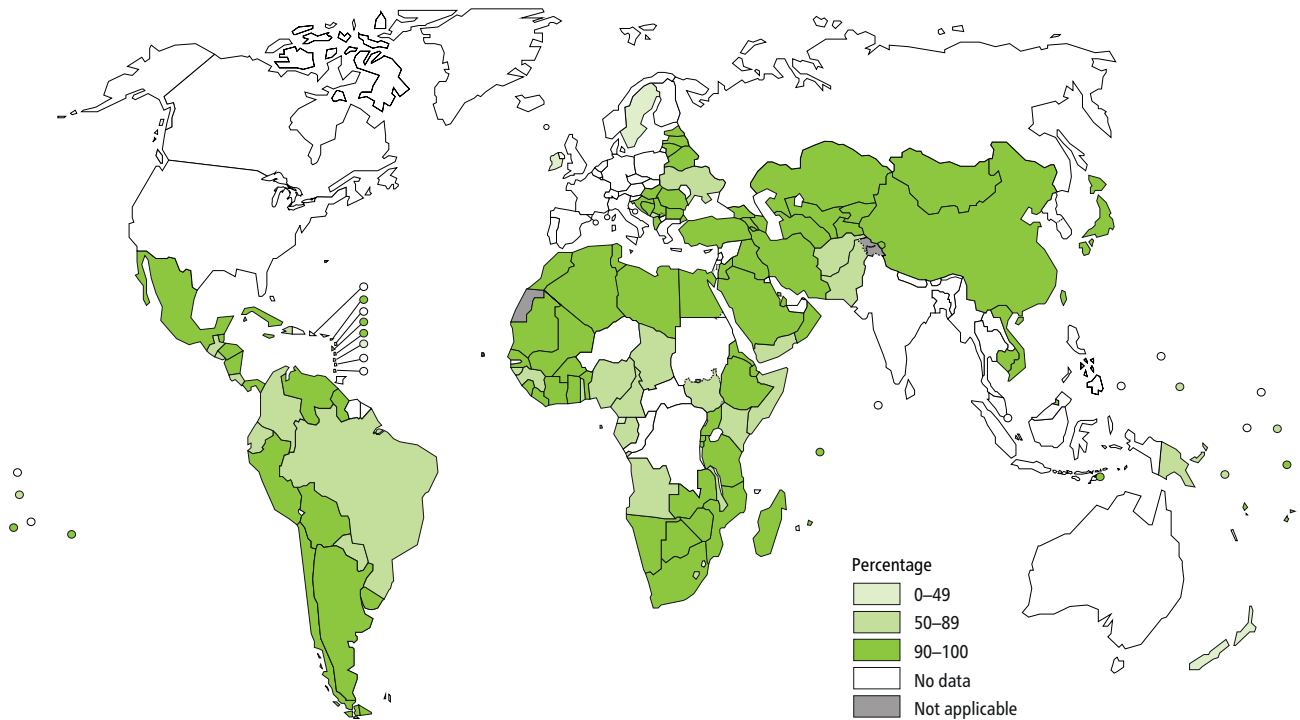 Percentage
0–49
50–89
90–100
No data
Not applicable